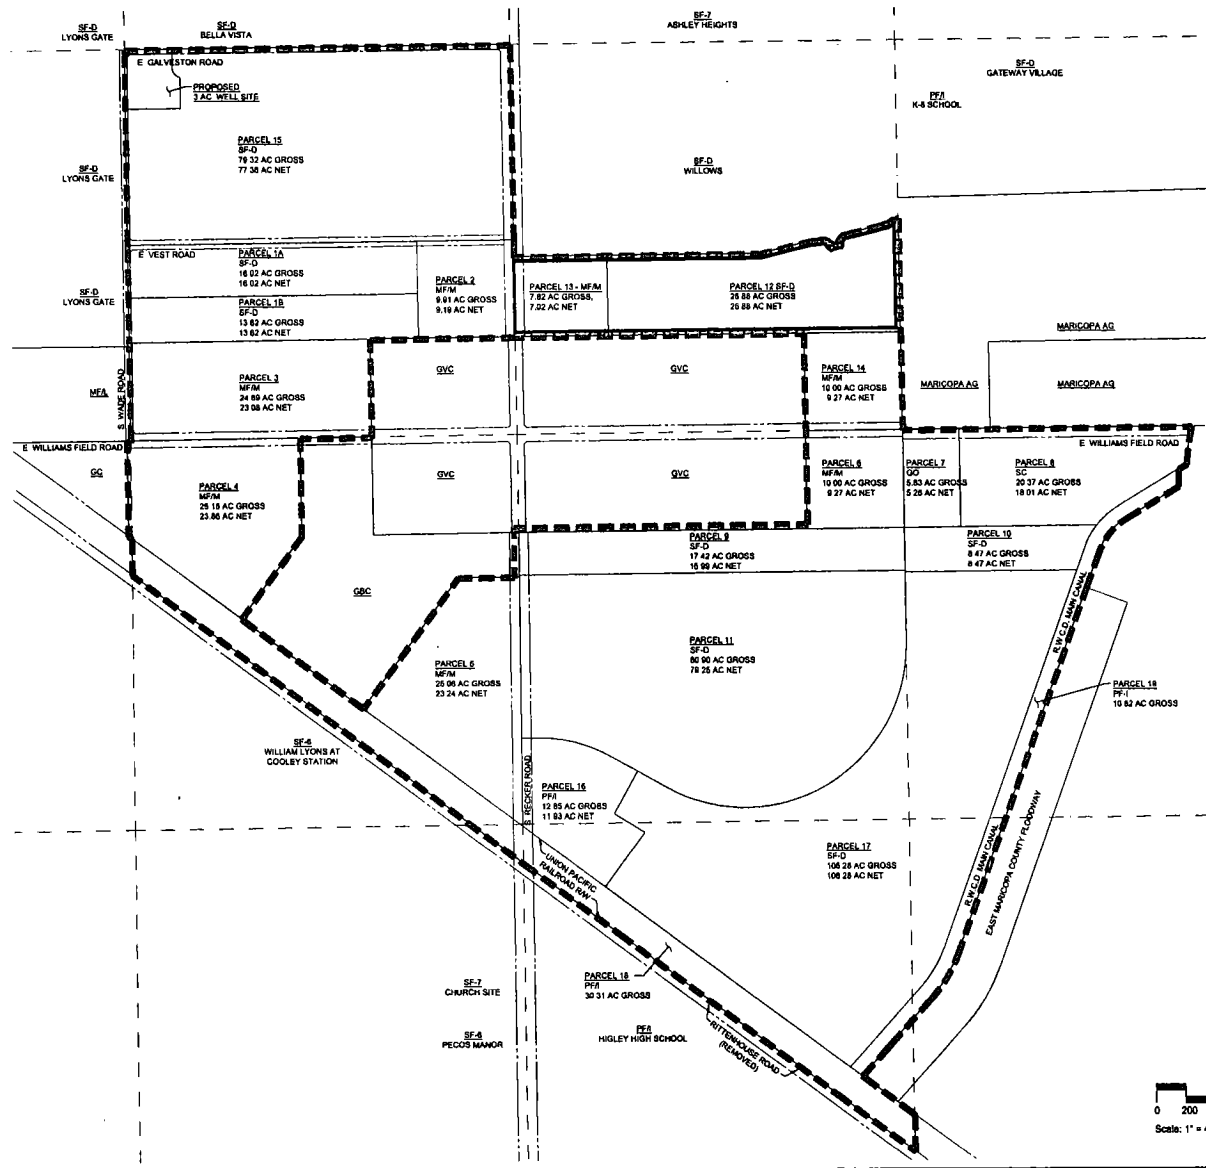 SF-D
LYONS GATE
SF-D
BELLA VISTA
SF-7
ASHLEY HEIGHTS
E GALVESTON ROAD
SF-D
GATEWAY VILLAGE
PROPOSED
3 AC WELL SITE
PF/I
K-8 SCHOOL
PARCEL 15
SF-D
79 32 AC GROSS
77 38 AC NET
SF-D
LYONS GATE
SF-D
WILLOWS
E VEST ROAD
PARCEL 1A
SF-D
16 02 AC GROSS
16 02 AC NET
PARCEL 2
MF/M
9.91 AC GROSS
9.19 AC NET
PARCEL 13 - MF/M
7.82 AC GROSS,
7.02 AC NET
PARCEL 12 SF-D
26 88 AC GROSS
26 88 AC NET
SF-D
LYONS GATE
PARCEL 1B
SF-D
13 62 AC GROSS
13 62 AC NET
MARICOPA AG
GVC
GVC
PARCEL 14
MF/M
10 00 AC GROSS
9.27 AC NET
MARICOPA AG
MARICOPA AG
MF/L
S WADE ROAD
PARCEL 3
MF/M
24 69 AC GROSS
23 08 AC NET
E WILLIAMS FIELD ROAD
E WILLIAMS FIELD ROAD
GC
PARCEL 4
MF/M
25 15 AC GROSS
23.86 AC NET
GVC
GVC
PARCEL 6
MF/M
10 00 AC GROSS
9 27 AC NET
PARCEL 7
GO
5.83 AC GROSS
5 25 AC NET
PARCEL 8
SC
20 37 AC GROSS
18 01 AC NET
PARCEL 9
SF-D
17 42 AC GROSS
16 99 AC NET
PARCEL 10
SF-D
8 47 AC GROSS
8 47 AC NET
GBC
R.W.C.D. MAIN CANAL
PARCEL 11
SF-D
80 90 AC GROSS
79 25 AC NET
PARCEL 5
MF/M
25 06 AC GROSS
23 24 AC NET
PARCEL 19
PF-I
10 82 AC GROSS
SF-6
WILLIAM LYONS AT
COOLEY STATION
S RECKER ROAD
PARCEL 16
PF/I
12 85 AC GROSS
11 93 AC NET
PARCEL 17
SF-D
106 28 AC GROSS
106 28 AC NET
UNION PACIFIC
RAILROAD R/W
R.W.C.D MAIN CANAL
EAST MARICOPA COUNTY FLOODWAY
PARCEL 18
PF/I
30 31 AC GROSS
SF-7
CHURCH SITE
SF-6
PECOS MANOR
PF/I
HIGLEY HIGH SCHOOL
RITTENHOUSE ROAD
(REMOVED)
0 200
Scale: 1" =